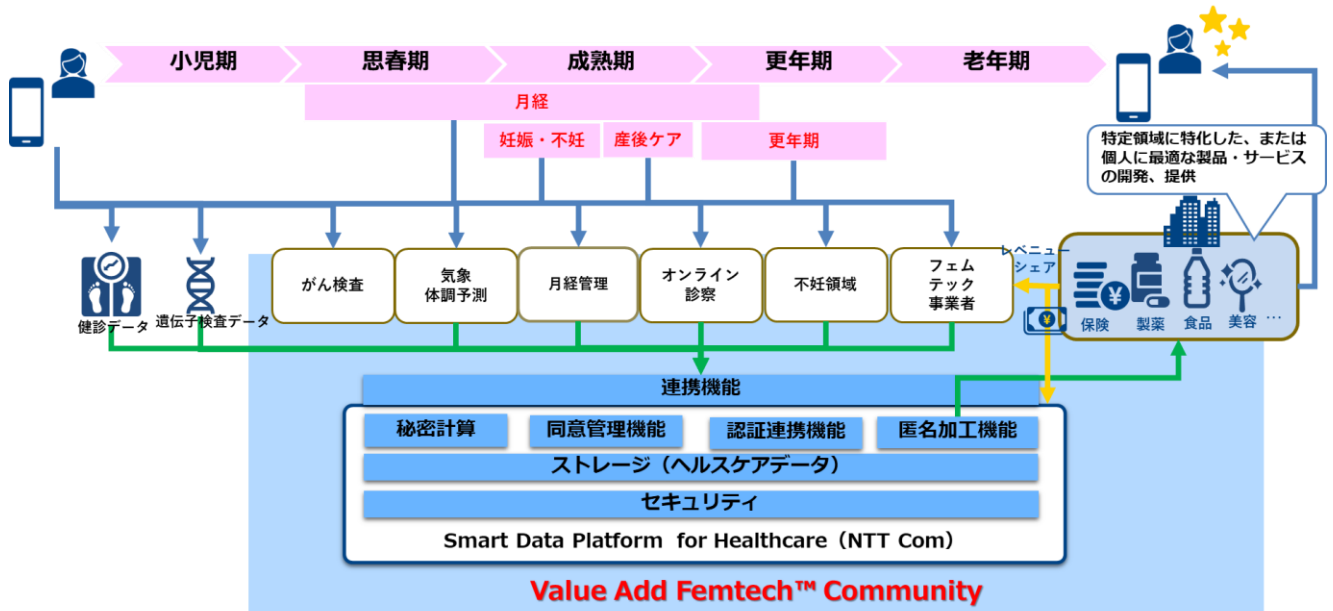 小児期
思春期
成熟期
更年期
老年期
月経
妊娠・不妊
産後ケア
更年期
特定領域に特化した、または
個人に最適な製品・サービス
の開発、提供
健診データ
遺伝子検査データ
がん検査
気象
体調予測
月経管理
オンライン
診察
不妊領域
フェム
テック
事業者
レベニュー
シェア
¥
¥
保険
製薬
食品
美容
…
連携機能
秘密計算
同意管理機能
認証連携機能
匿名加工機能
ストレージ（ヘルスケアデータ）
セキュリティ
Smart Data Platform for Healthcare（NTT Com）
Value Add Femtech™ Community